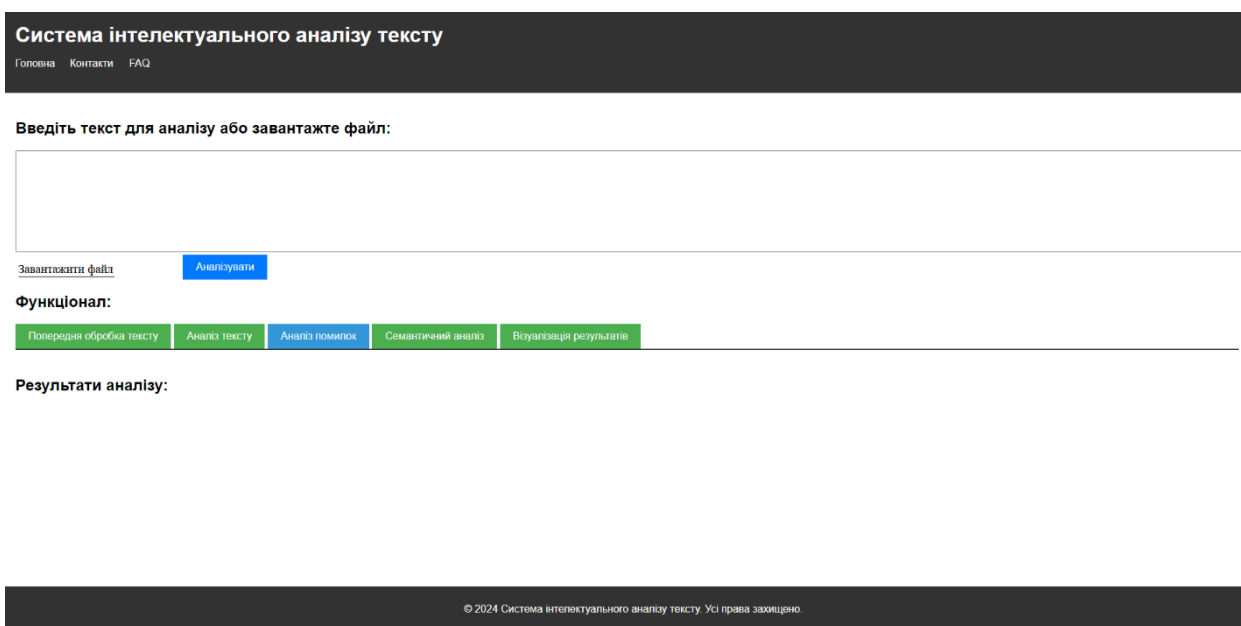 Система інтелектуального аналізу тексту
Головна Контакти FAQ
Введіть текст для аналізу або завантажте файл:
Завантажити файл Аналізувати
Функціонал:
Попередня обробка тексту Аналіз тексту Аналіз помилок Семантичний аналіз Візуалізація результатів
Результати аналізу:
© 2024 Система інтелектуального аналізу тексту. Усі права захищено.